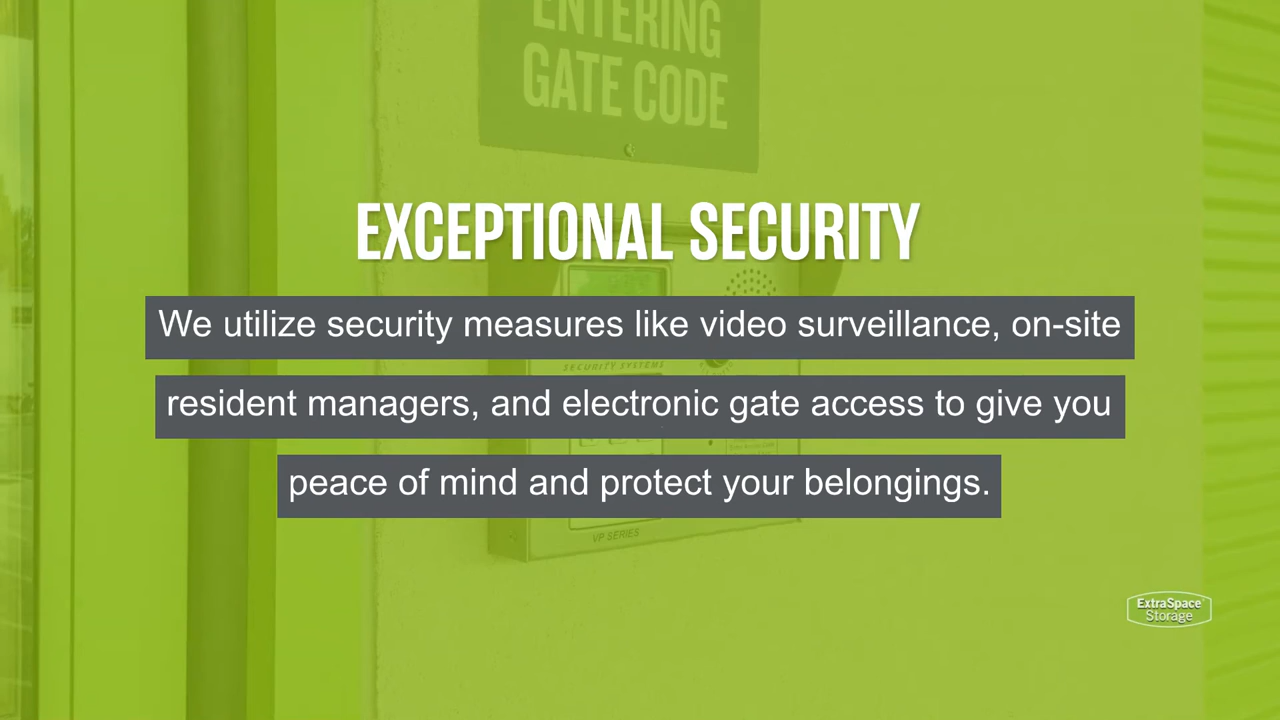 ENTERING
GATE CODE
EXCEPTIONAL SECURITY
We utilize security measures like video surveillance, on-site
SECURITY SYSTEMS
resident managers, and electronic gate access to give you
peace of mind and protect your belongings.
VP SERIES
ExtraSpace
Storage